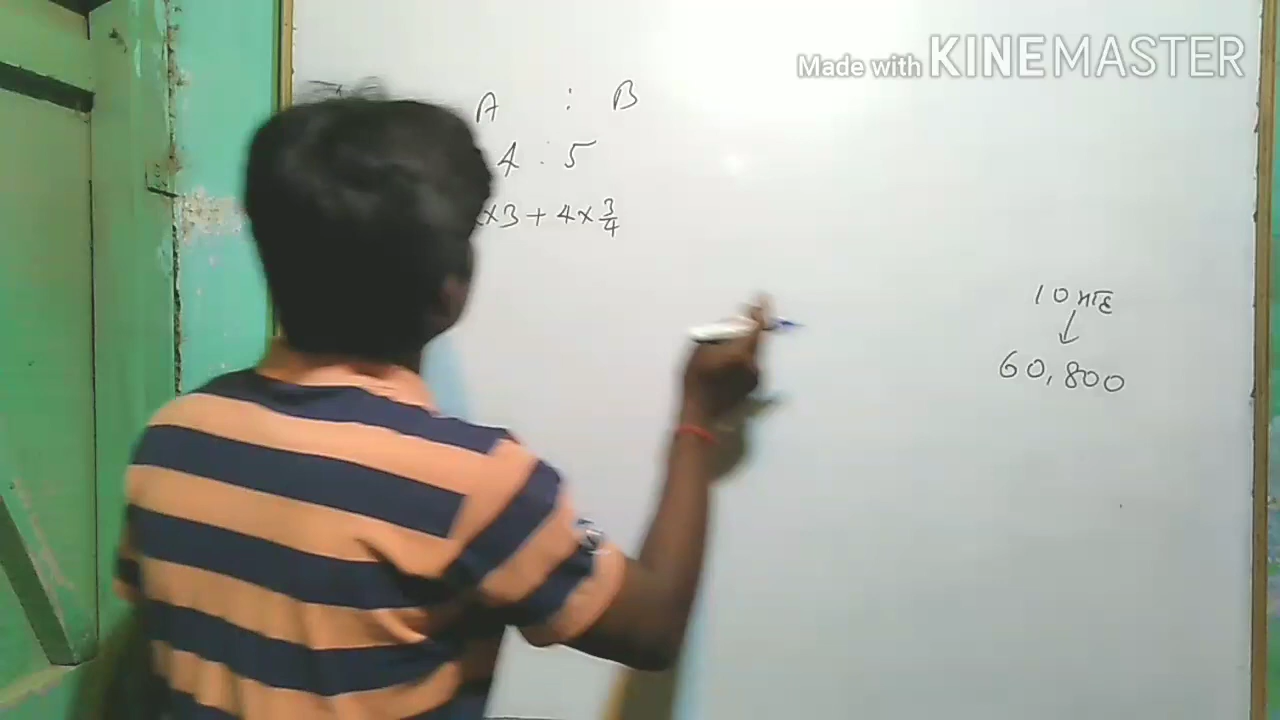 Made with KINEMASTER
A : B
4 : 5
×3 + 4 × 3/4
10 माह
↓
60,800